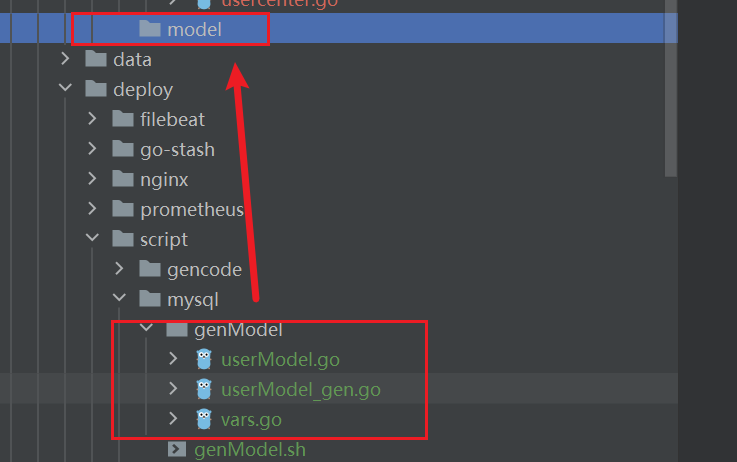 usercenter.go
model
data
deploy
filebeat
go-stash
nginx
prometheus
script
gencode
mysql
genModel
userModel.go
userModel_gen.go
vars.go
genModel.sh